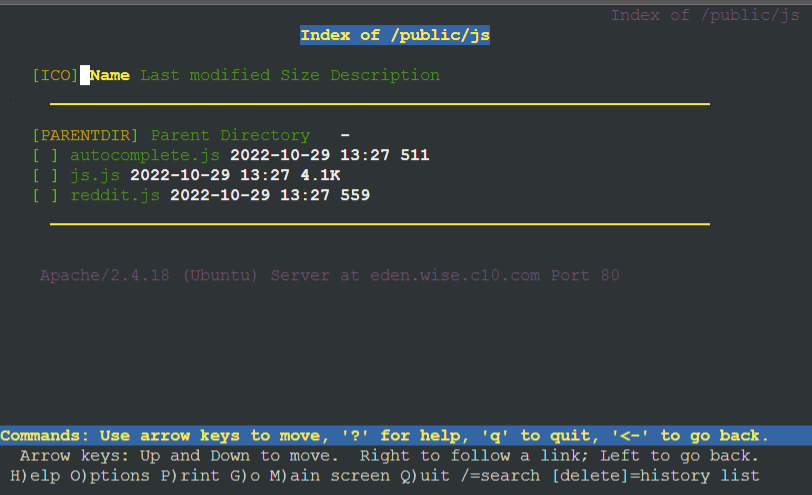 Index of /public/js
Index of /public/js
[ICO] Name Last modified Size Description
[PARENTDIR] Parent Directory   -
[ ] autocomplete.js 2022-10-29 13:27 511
[ ] js.js 2022-10-29 13:27 4.1K
[ ] reddit.js 2022-10-29 13:27 559
Apache/2.4.18 (Ubuntu) Server at eden.wise.c10.com Port 80
Commands: Use arrow keys to move, '?' for help, 'q' to quit, '<-' to go back.
Arrow keys: Up and Down to move.  Right to follow a link; Left to go back.
H)elp O)ptions P)rint G)o M)ain screen Q)uit /=search [delete]=history list